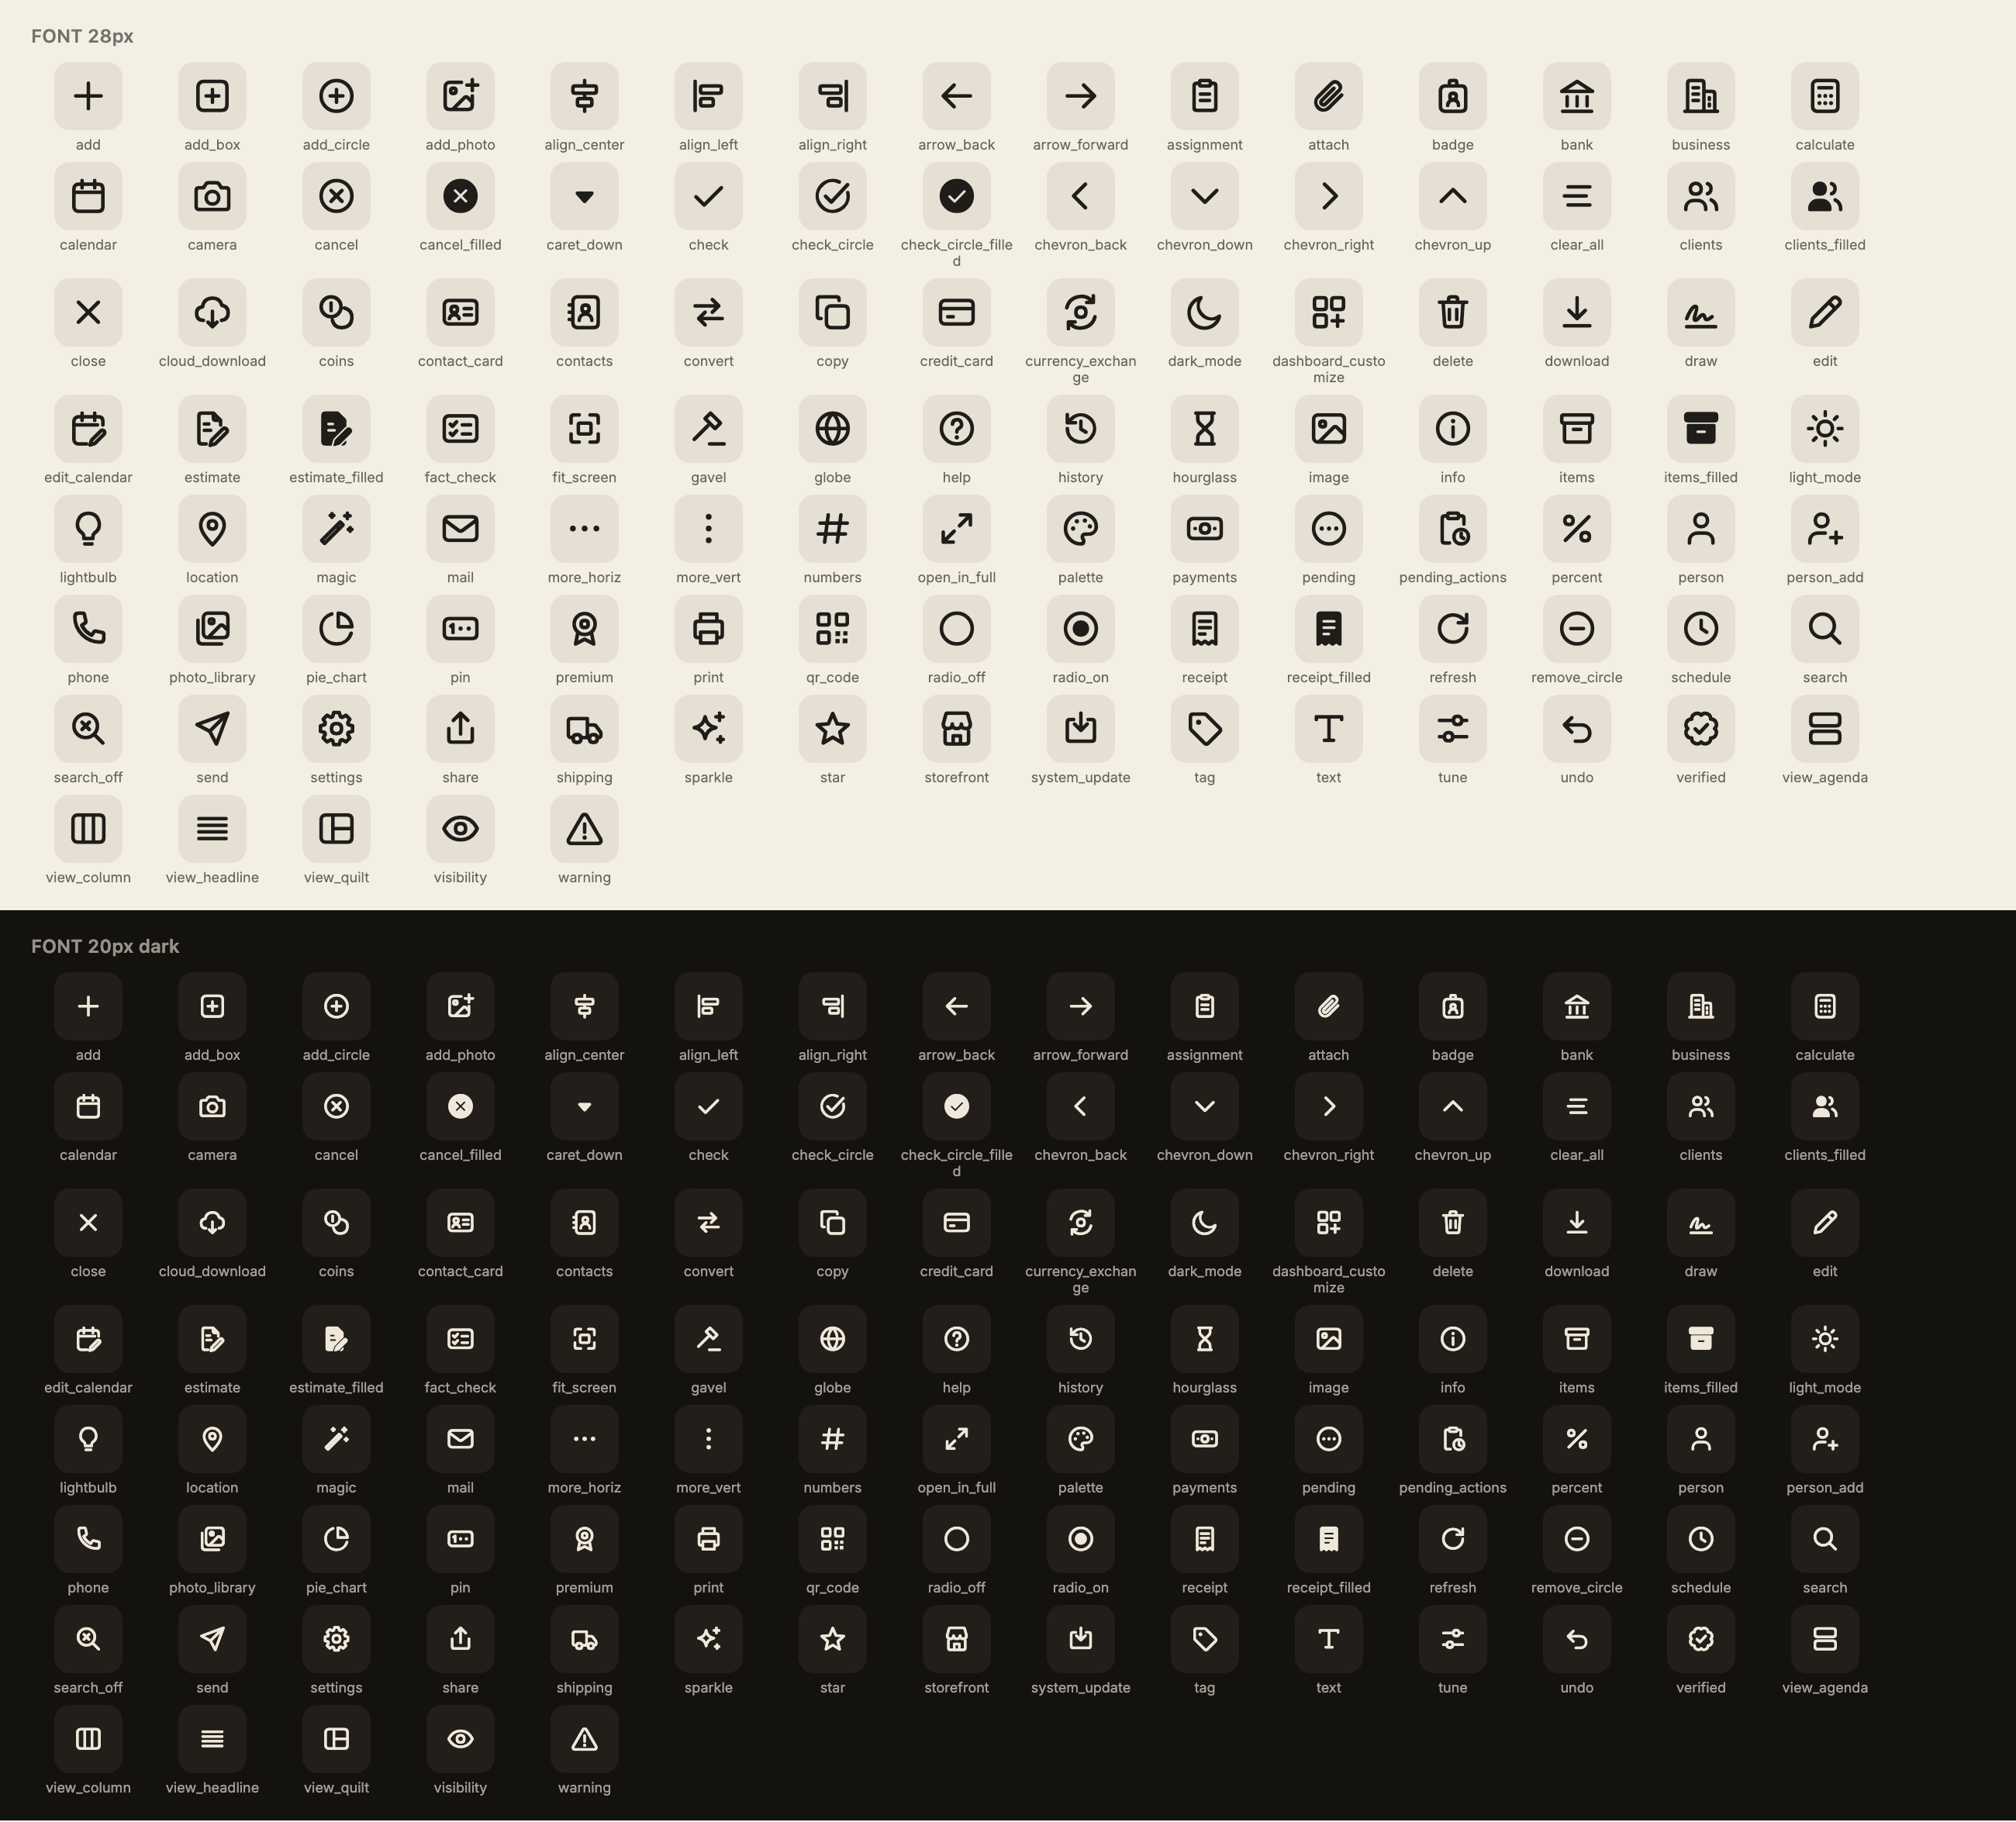 FONT 28px
add add_box add_circle add_photo align_center align_left align_right arrow_back arrow_forward assignment attach badge bank business calculate
calendar camera cancel cancel_filled caret_down check check_circle check_circle_fille chevron_back chevron_down chevron_right chevron_up clear_all clients clients_filled
d
close cloud_download coins contact_card contacts convert copy credit_card currency_exchan dark_mode dashboard_custo delete download draw edit
ge mize
edit_calendar estimate estimate_filled fact_check fit_screen gavel globe help history hourglass image info items items_filled light_mode
lightbulb location magic mail more_horiz more_vert numbers open_in_full palette payments pending pending_actions percent person person_add
phone photo_library pie_chart pin premium print qr_code radio_off radio_on receipt receipt_filled refresh remove_circle schedule search
search_off send settings share shipping sparkle star storefront system_update tag text tune undo verified view_agenda
view_column view_headline view_quilt visibility warning
FONT 20px dark
add add_box add_circle add_photo align_center align_left align_right arrow_back arrow_forward assignment attach badge bank business calculate
calendar camera cancel cancel_filled caret_down check check_circle check_circle_fille chevron_back chevron_down chevron_right chevron_up clear_all clients clients_filled
d
close cloud_download coins contact_card contacts convert copy credit_card currency_exchan dark_mode dashboard_custo delete download draw edit
ge mize
edit_calendar estimate estimate_filled fact_check fit_screen gavel globe help history hourglass image info items items_filled light_mode
lightbulb location magic mail more_horiz more_vert numbers open_in_full palette payments pending pending_actions percent person person_add
phone photo_library pie_chart pin premium print qr_code radio_off radio_on receipt receipt_filled refresh remove_circle schedule search
search_off send settings share shipping sparkle star storefront system_update tag text tune undo verified view_agenda
view_column view_headline view_quilt visibility warning